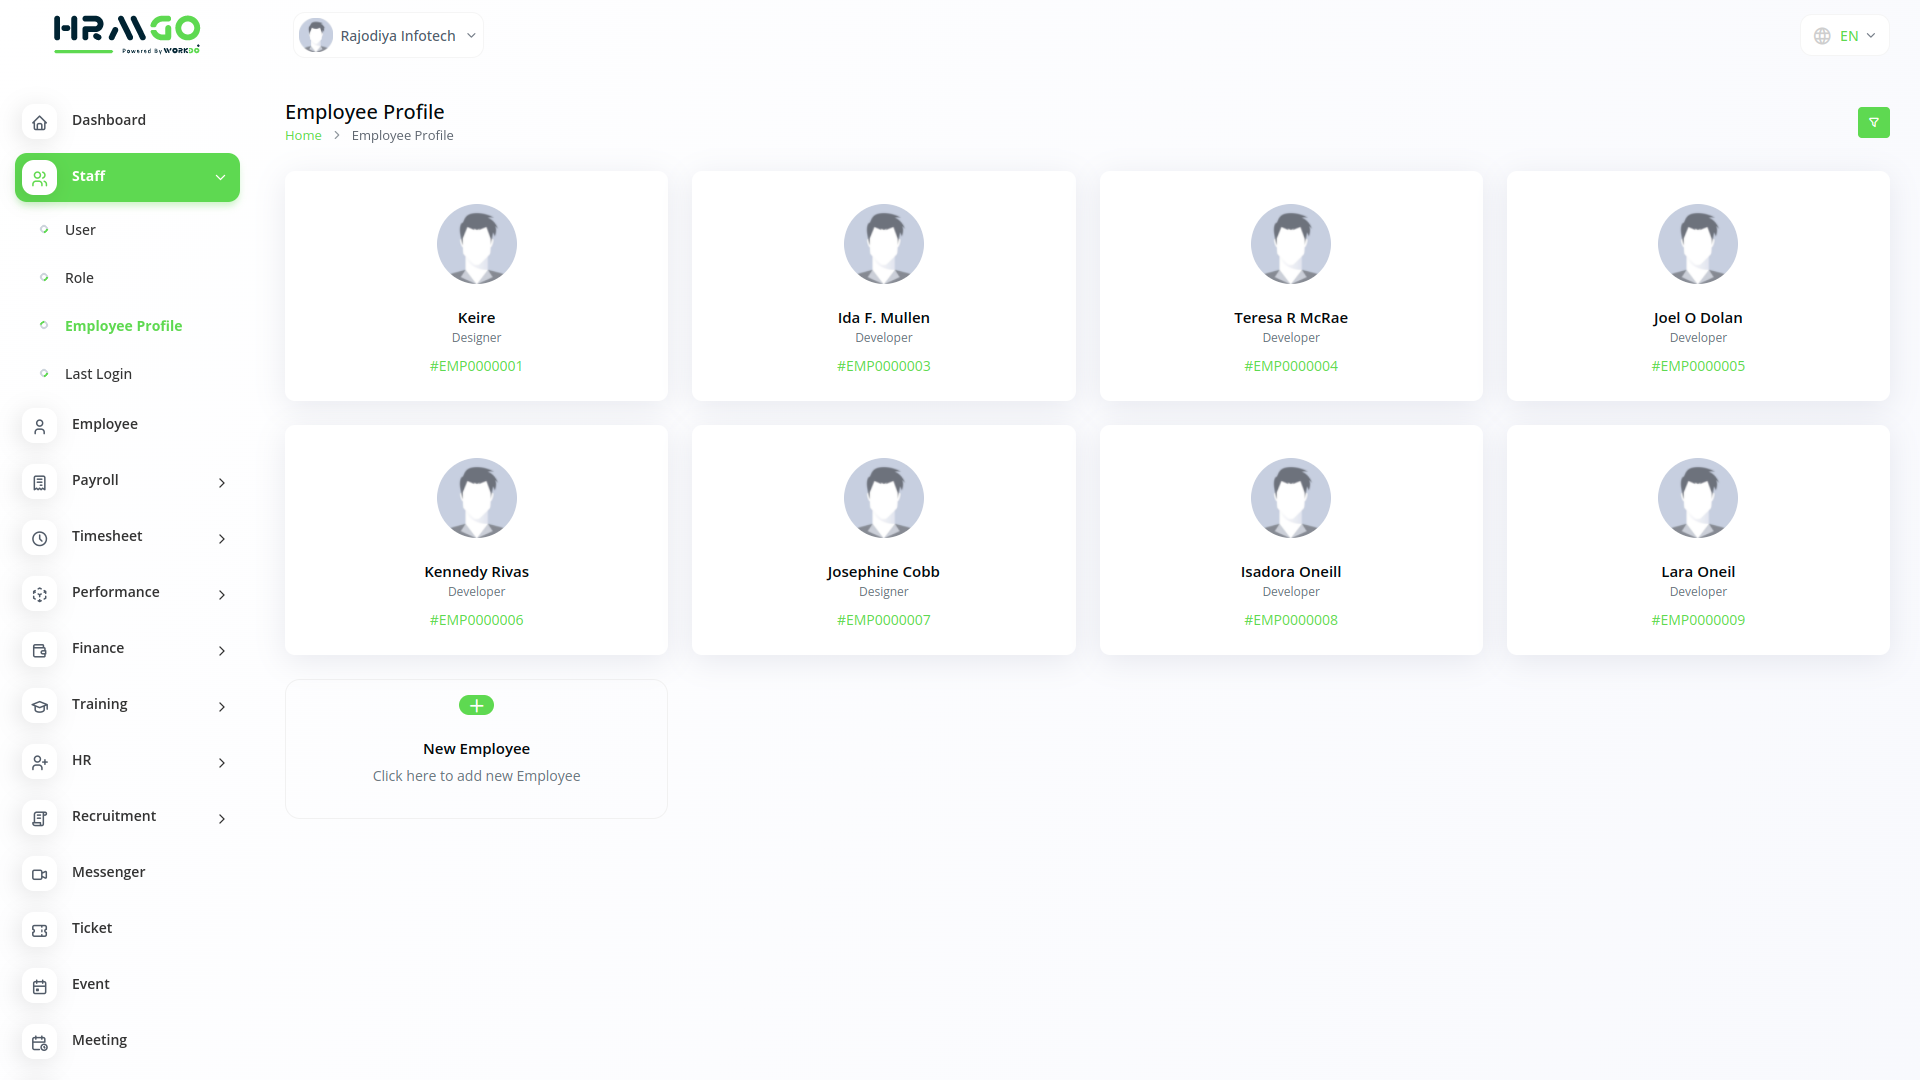 HRMGO
Powered By WORKDO
Rajodiya Infotech
EN
Dashboard
Staff
User
Role
Employee Profile
Last Login
Employee
Payroll
Timesheet
Performance
Finance
Training
HR
Recruitment
Messenger
Ticket
Event
Meeting
Employee Profile
Home > Employee Profile
Keire
Designer
#EMP0000001
Ida F. Mullen
Developer
#EMP0000003
Teresa R McRae
Developer
#EMP0000004
Joel O Dolan
Developer
#EMP0000005
Kennedy Rivas
Developer
#EMP0000006
Josephine Cobb
Designer
#EMP0000007
Isadora Oneill
Developer
#EMP0000008
Lara Oneil
Developer
#EMP0000009
New Employee
Click here to add new Employee